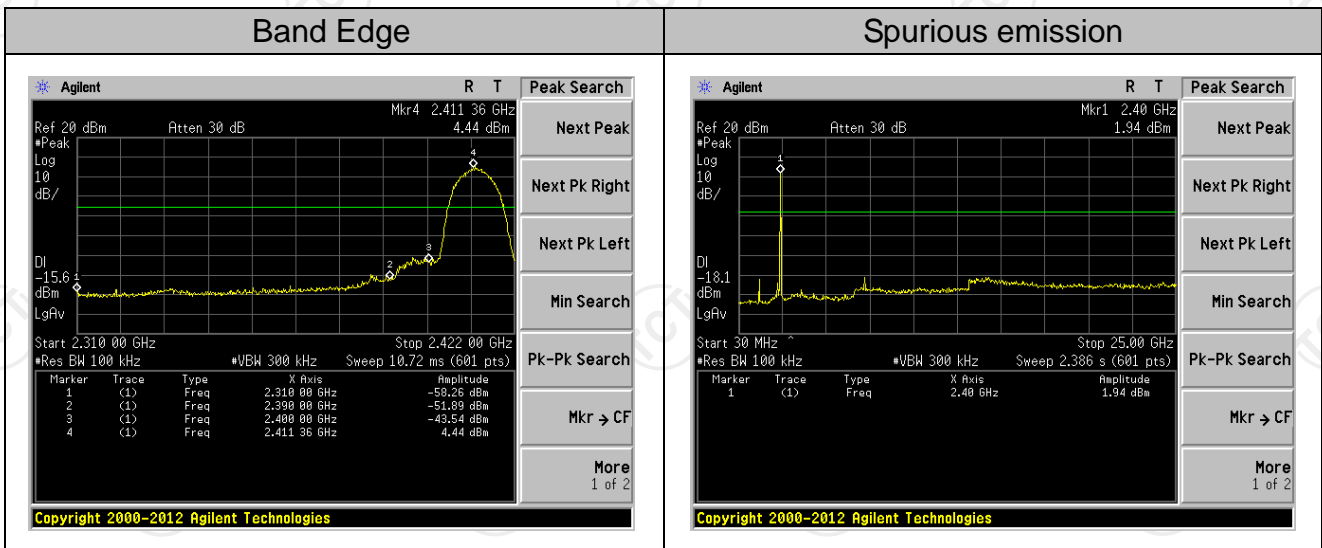 Band Edge
Spurious emission
Agilent
R T
Peak Search
Mkr4 2.411 36 GHz
Ref 20 dBm Atten 30 dB 4.44 dBm
#Peak
Log
10
dB/
DI
-15.6
dBm
LgAv
1
2
3
4
Start 2.310 00 GHz Stop 2.422 00 GHz
#Res BW 100 kHz #VBW 300 kHz Sweep 10.72 ms (601 pts)
Marker Trace Type X Axis Amplitude
1 (1) Freq 2.310 00 GHz -58.26 dBm
2 (1) Freq 2.390 00 GHz -51.89 dBm
3 (1) Freq 2.400 00 GHz -43.54 dBm
4 (1) Freq 2.411 36 GHz 4.44 dBm
Next Peak
Next Pk Right
Next Pk Left
Min Search
Pk-Pk Search
Mkr → CF
More
1 of 2
Copyright 2000-2012 Agilent Technologies
Agilent
R T
Peak Search
Mkr1 2.40 GHz
Ref 20 dBm Atten 30 dB 1.94 dBm
#Peak
Log
10
dB/
DI
-18.1
dBm
LgAv
1
Start 30 MHz ^ Stop 25.00 GHz
#Res BW 100 kHz #VBW 300 kHz Sweep 2.386 s (601 pts)
Marker Trace Type X Axis Amplitude
1 (1) Freq 2.40 GHz 1.94 dBm
Next Peak
Next Pk Right
Next Pk Left
Min Search
Pk-Pk Search
Mkr → CF
More
1 of 2
Copyright 2000-2012 Agilent Technologies